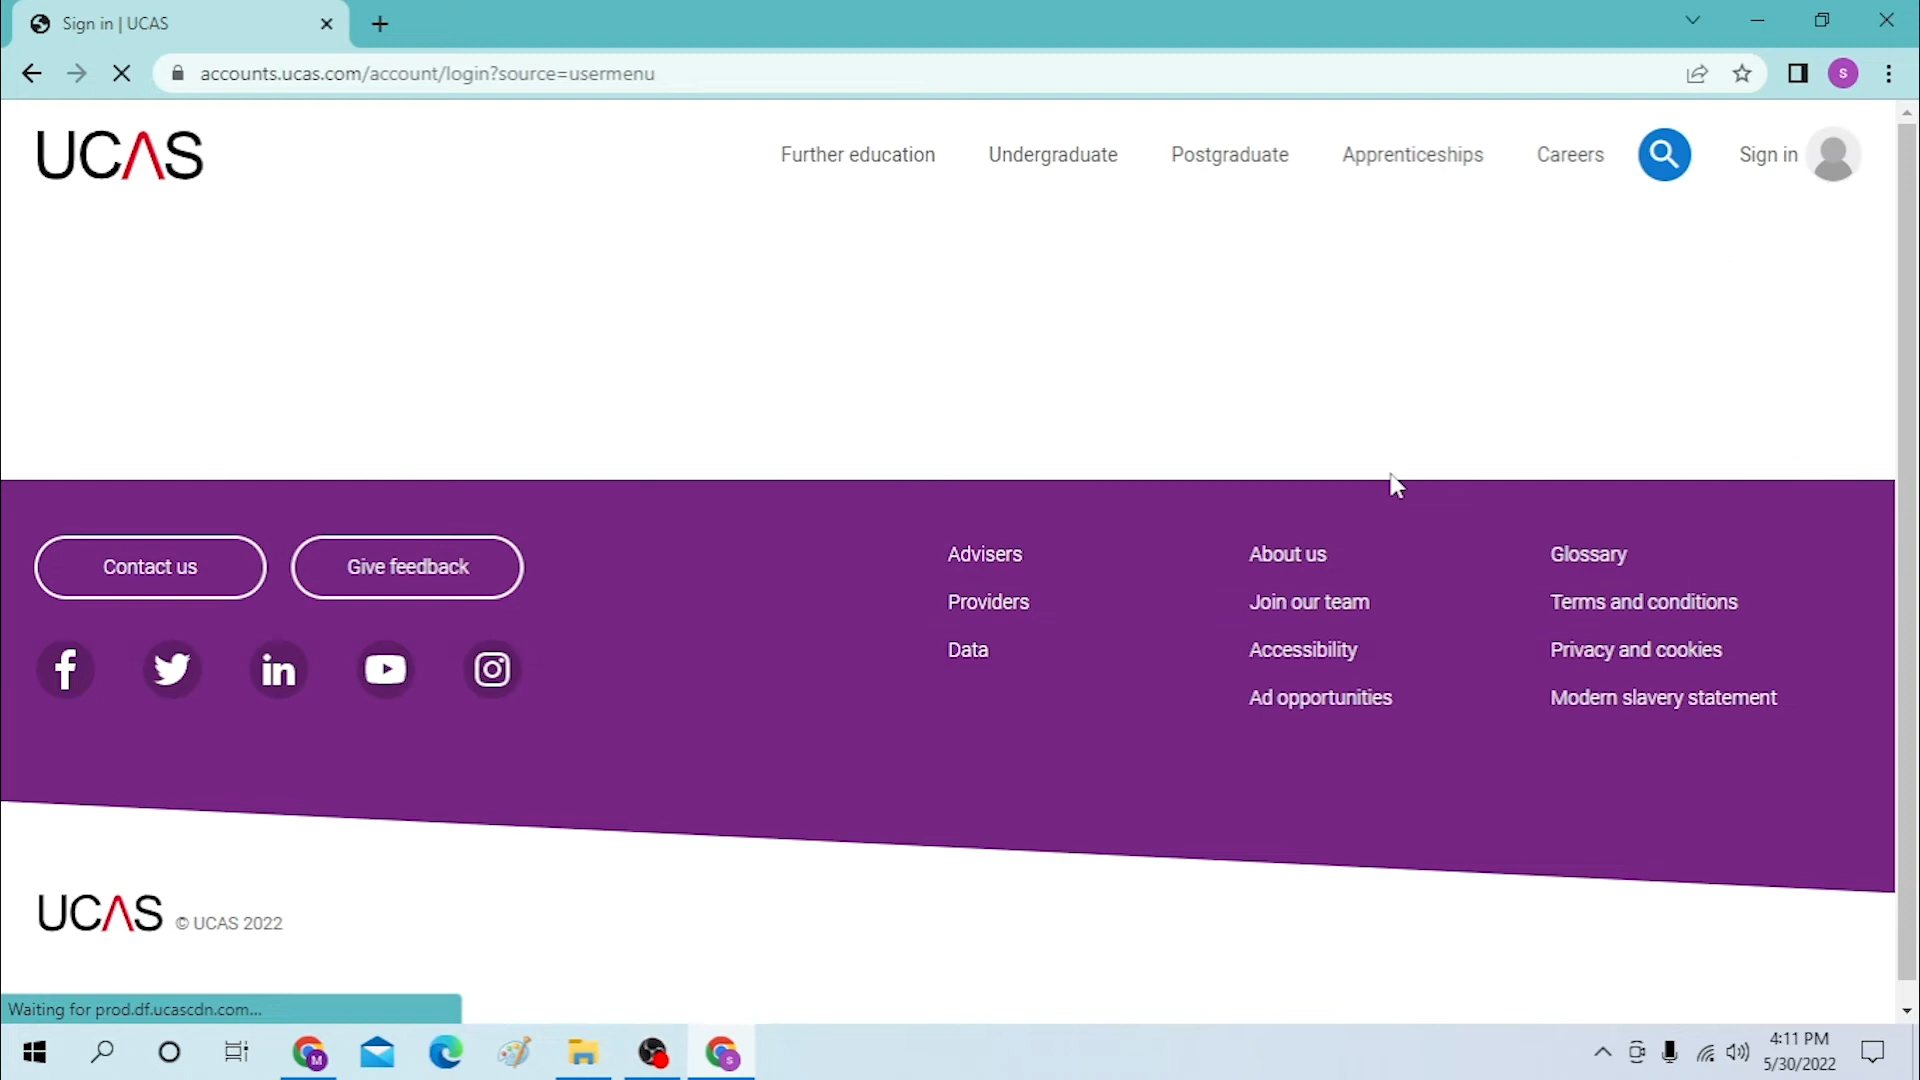 Sign in | UCAS
accounts.ucas.com/account/login?source=usermenu
S
UCAS
Further education
Undergraduate
Postgraduate
Apprenticeships
Careers
Sign in
Contact us
Give feedback
Advisers
Providers
Data
About us
Join our team
Accessibility
Ad opportunities
Glossary
Terms and conditions
Privacy and cookies
Modern slavery statement
UCAS © UCAS 2022
Waiting for prod.df.ucascdn.com...
M
S
4:11 PM
5/30/2022